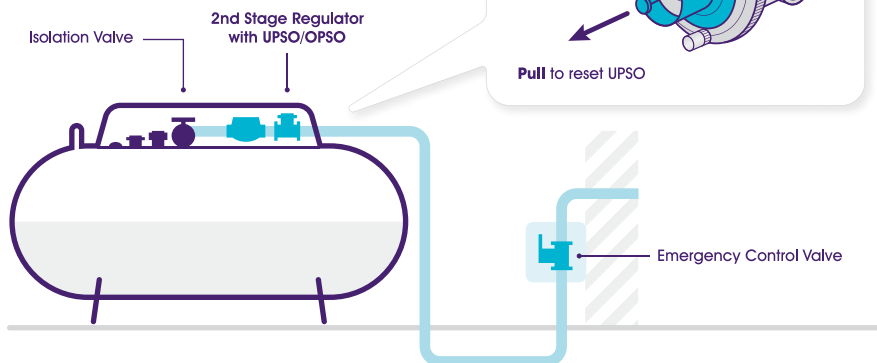 2nd Stage Regulator
with UPSO/OPSO
Isolation Valve
Pull to reset UPSO
Emergency Control Valve